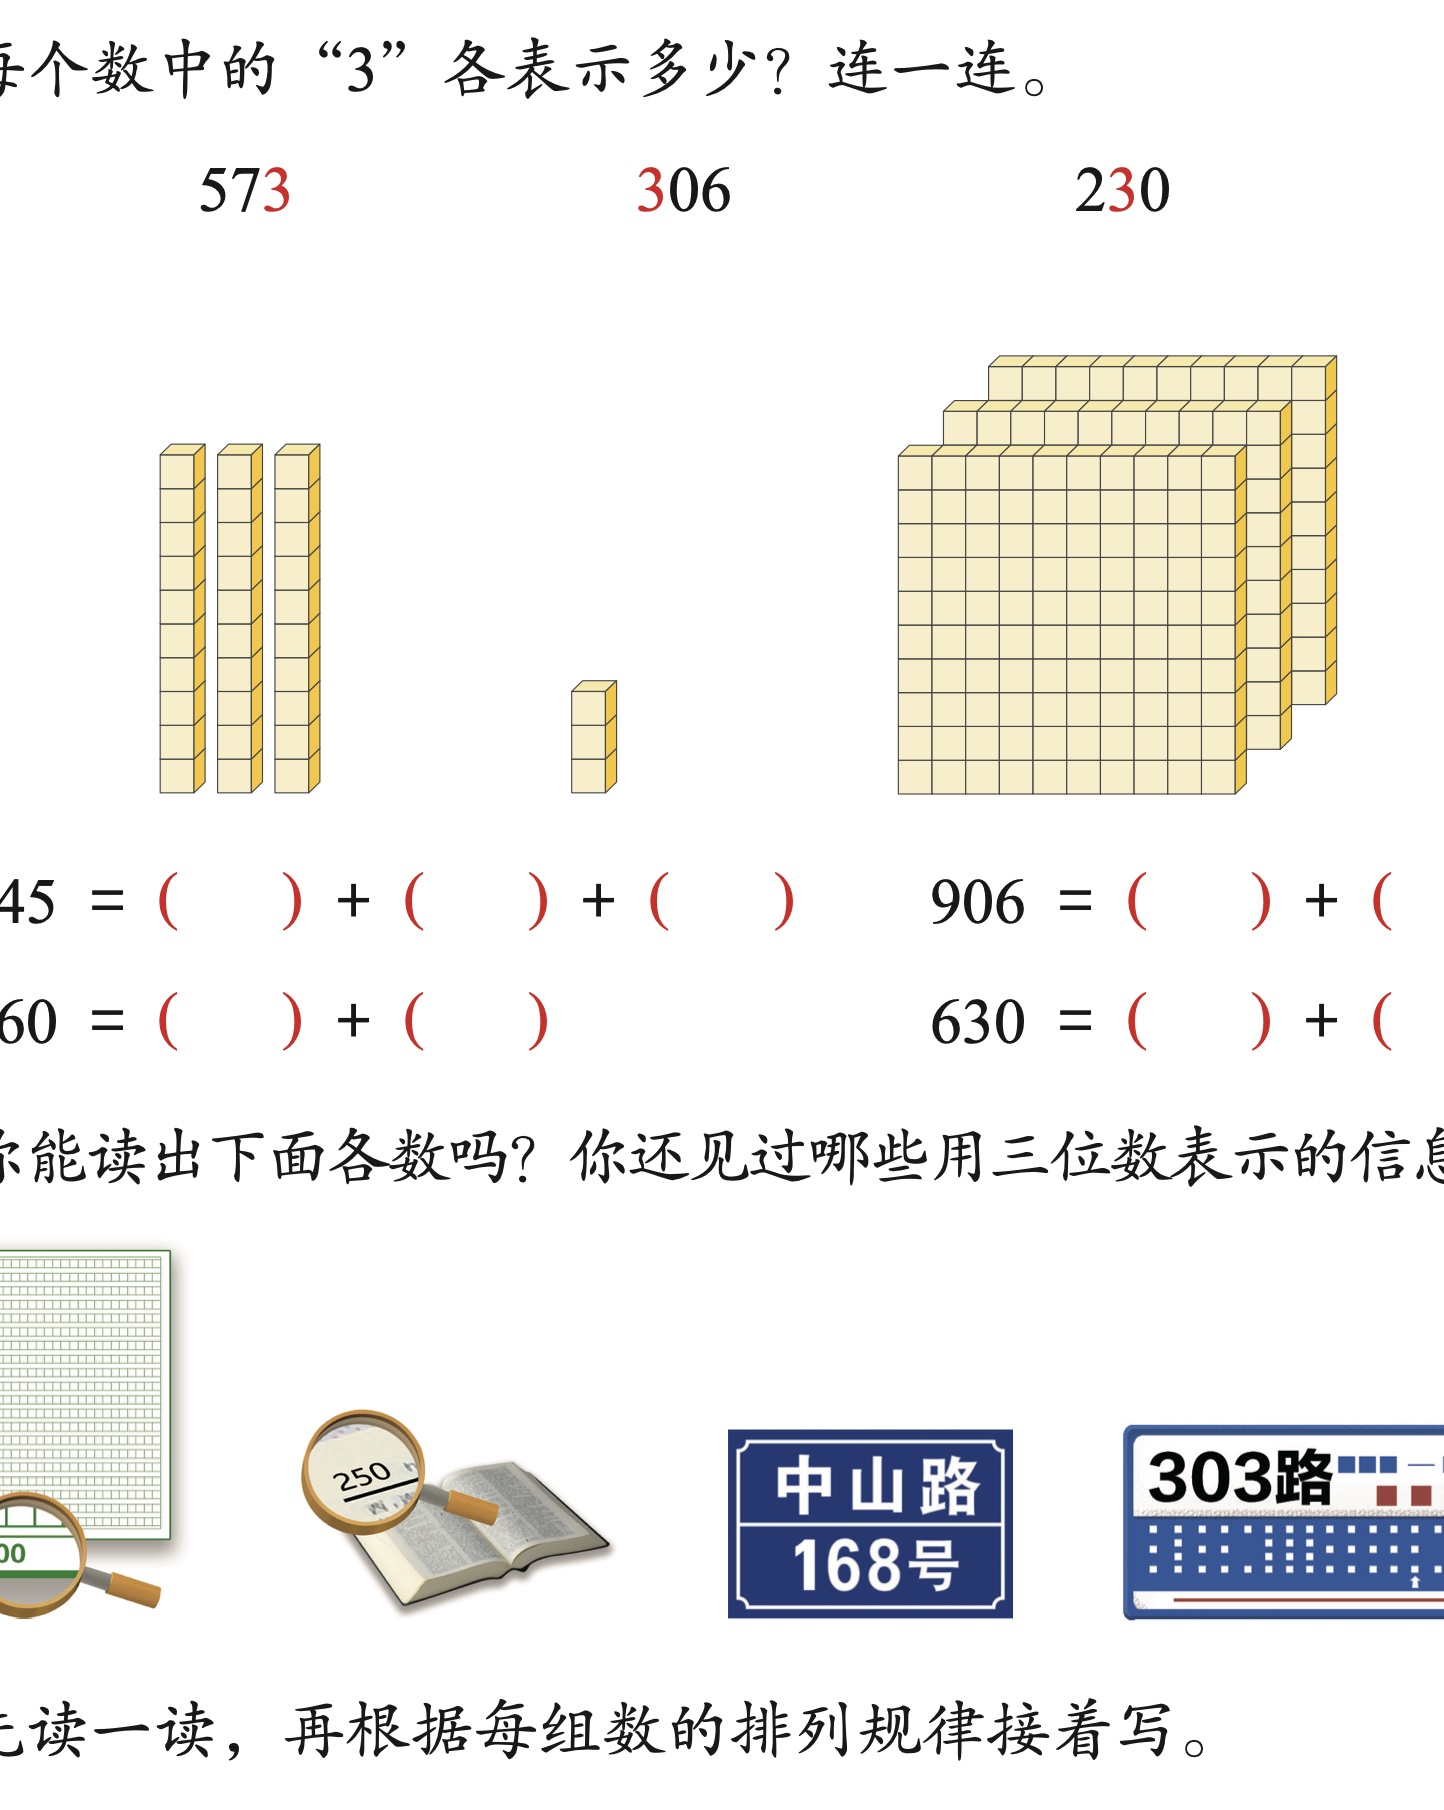 每个数中的“3”各表示多少？连一连。
573 306 230
45 = ( ) + ( ) + ( ) 906 = ( ) + (
60 = ( ) + ( ) 630 = ( ) + (
你能读出下面各数吗？你还见过哪些用三位数表示的信息
00
250
中山路
168号
303路
先读一读，再根据每组数的排列规律接着写。